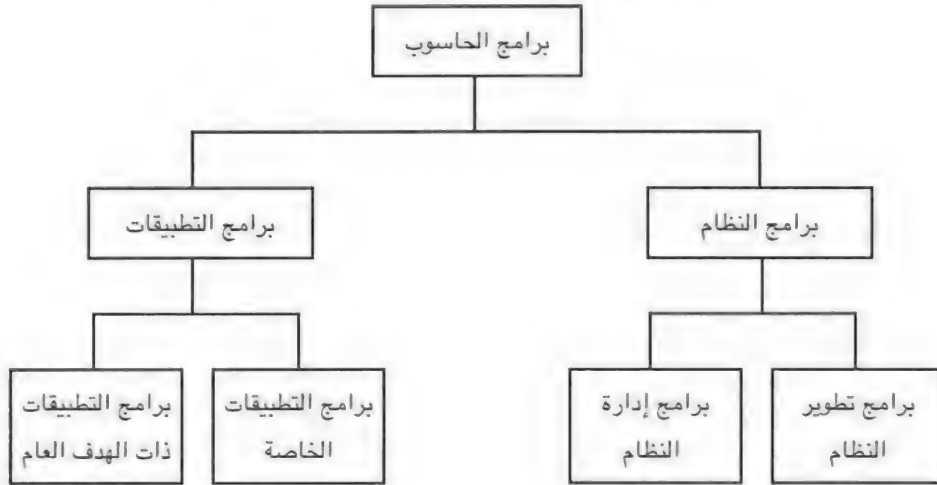 برامج الحاسوب
برامج النظام
برامج التطبيقات
برامج تطوير
النظام
برامج إدارة
النظام
برامج التطبيقات
الخاصة
برامج التطبيقات
ذات الهدف العام